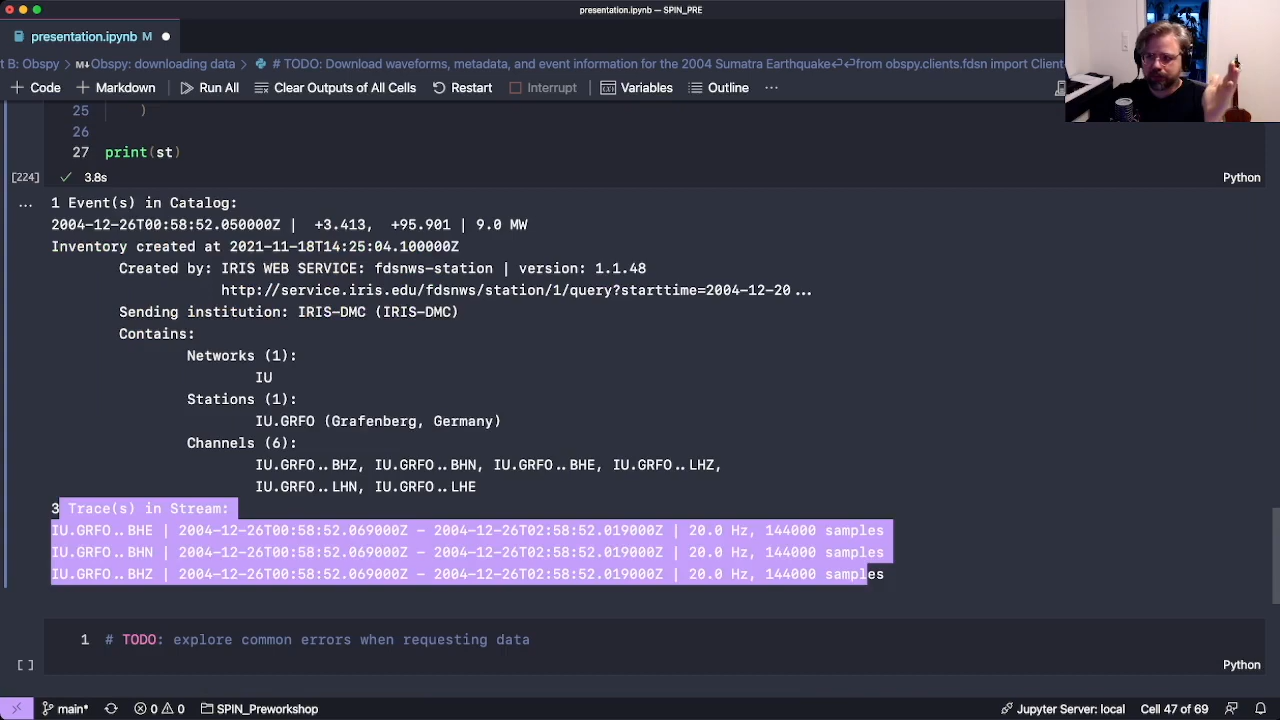 presentation.ipynb — SPIN_PRE
presentation.ipynb M
t B: Obspy > M↓Obspy: downloading data > # TODO: Download waveforms, metadata, and event information for the 2004 Sumatra Earthquake↵↵from obspy.clients.fdsn import Client
+ Code + Markdown Run All Clear Outputs of All Cells Restart Interrupt Variables Outline ...
25 )
26
27 print(st)
[224] ✓ 3.8s Python
... 1 Event(s) in Catalog:
2004-12-26T00:58:52.050000Z | +3.413, +95.901 | 9.0 MW
Inventory created at 2021-11-18T14:25:04.100000Z
Created by: IRIS WEB SERVICE: fdsnws-station | version: 1.1.48
http://service.iris.edu/fdsnws/station/1/query?starttime=2004-12-20...
Sending institution: IRIS-DMC (IRIS-DMC)
Contains:
Networks (1):
IU
Stations (1):
IU.GRFO (Grafenberg, Germany)
Channels (6):
IU.GRFO..BHZ, IU.GRFO..BHN, IU.GRFO..BHE, IU.GRFO..LHZ,
IU.GRFO..LHN, IU.GRFO..LHE
3 Trace(s) in Stream:
IU.GRFO..BHE | 2004-12-26T00:58:52.069000Z - 2004-12-26T02:58:52.019000Z | 20.0 Hz, 144000 samples
IU.GRFO..BHN | 2004-12-26T00:58:52.069000Z - 2004-12-26T02:58:52.019000Z | 20.0 Hz, 144000 samples
IU.GRFO..BHZ | 2004-12-26T00:58:52.069000Z - 2004-12-26T02:58:52.019000Z | 20.0 Hz, 144000 samples
1 # TODO: explore common errors when requesting data
[ ] Python
main* 0 0 SPIN_Preworkshop Jupyter Server: local Cell 47 of 69